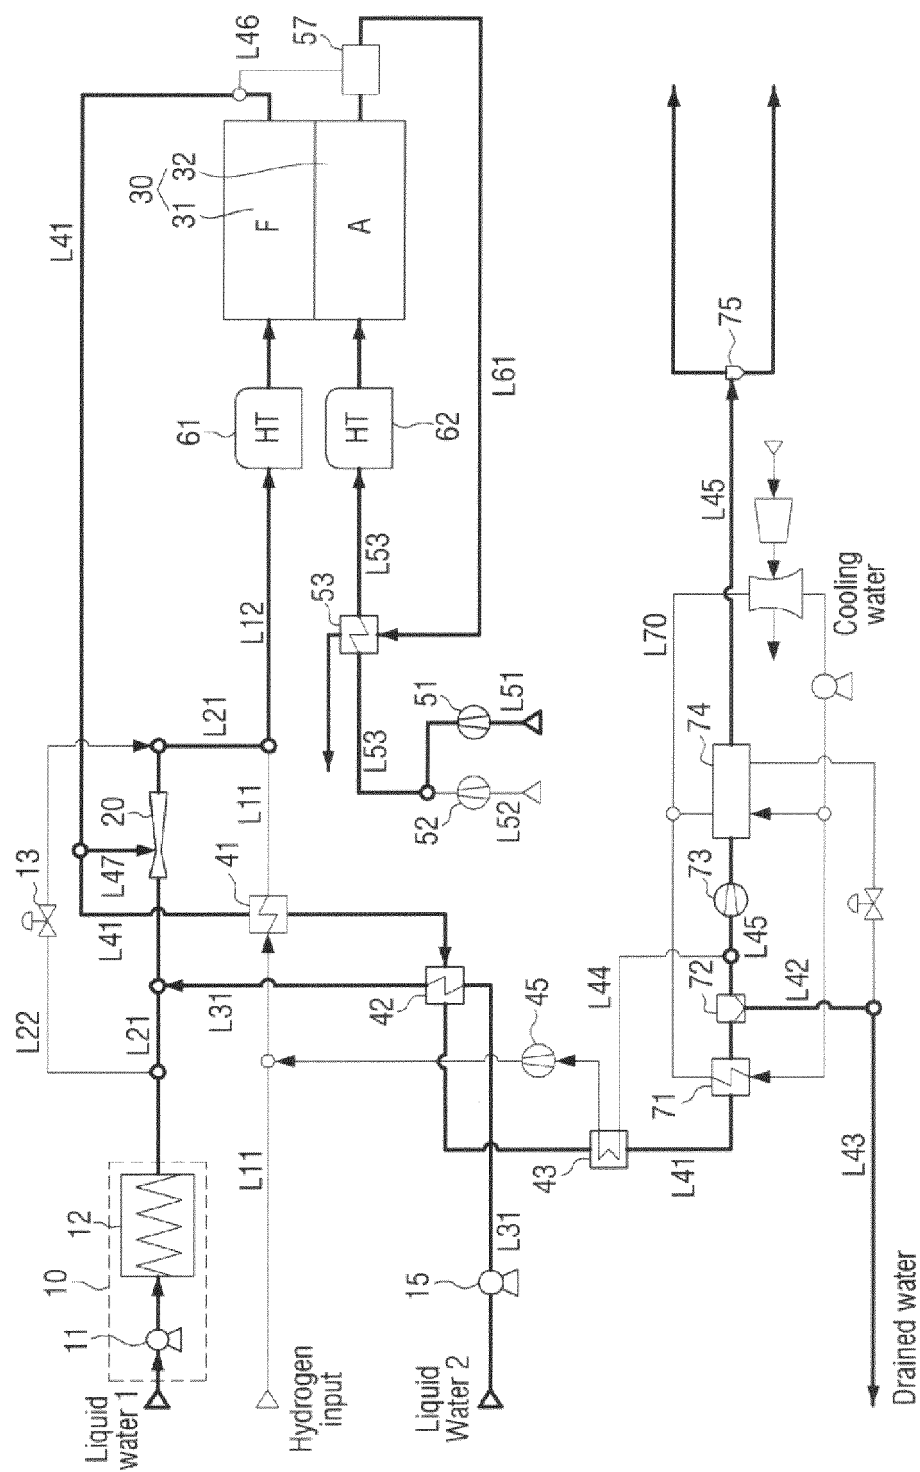 Liquid
water 1
10
11
12
L22
13
L21
L31
L41
L47
20
L21
L41
L46
57
30
31
32
F
A
61
HT
62
HT
L12
L61
53
L53
L53
51
L51
52
L52
L11
41
L11
Hydrogen
input
Liquid
Water 2
15
L31
42
45
43
L44
L41
71
72
L45
73
74
L70
L45
75
Cooling
water
L42
L43
Drained water